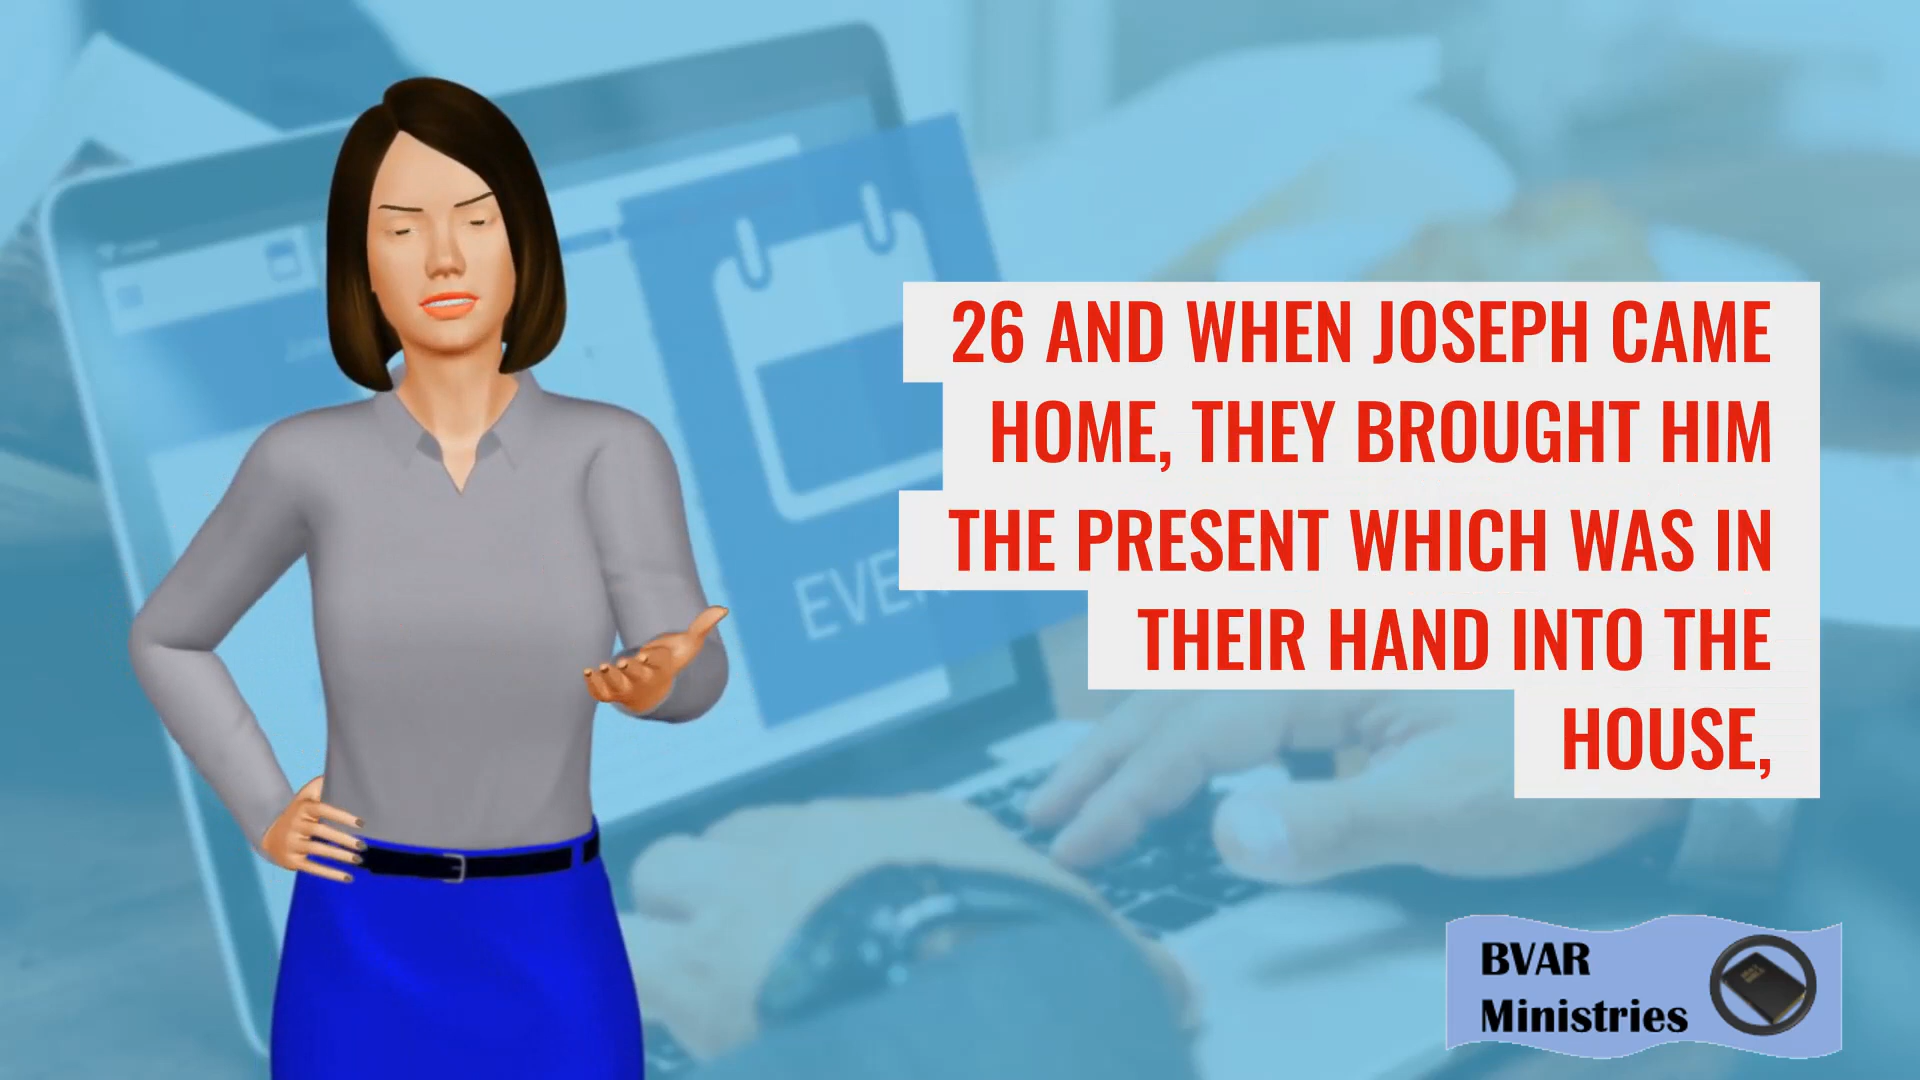 26 AND WHEN JOSEPH CAME
HOME, THEY BROUGHT HIM
THE PRESENT WHICH WAS IN
THEIR HAND INTO THE
HOUSE,
BVAR
Ministries